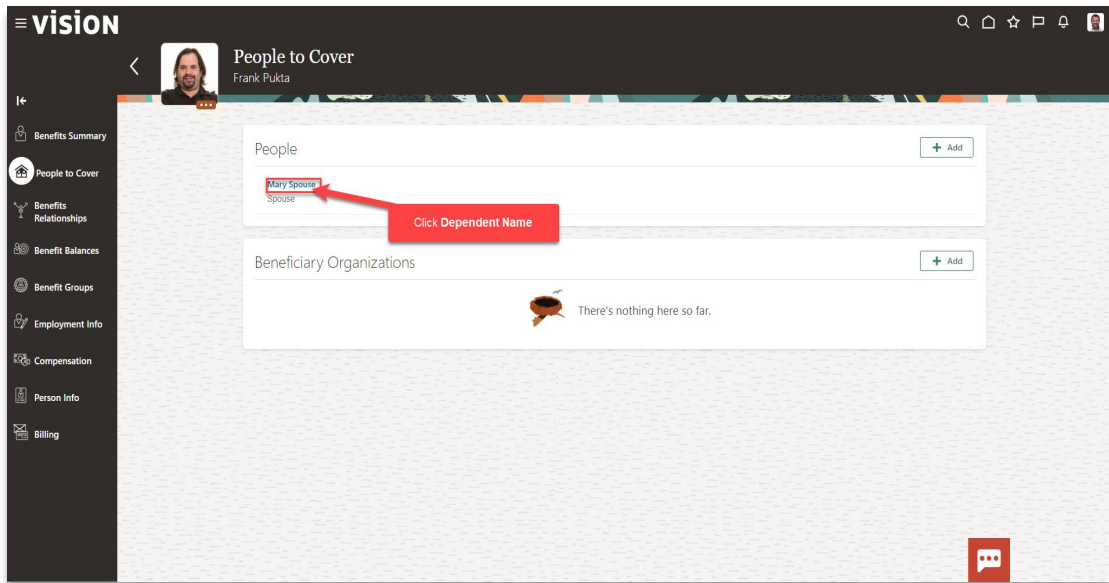 vision
People to Cover
Frank Pukta
Benefits Summary
People to Cover
Benefits
Relationships
Benefit Balances
Benefit Groups
Employment Info
Compensation
Person Info
Billing
People
+ Add
Mary Spouse
Spouse
Click Dependent Name
Beneficiary Organizations
+ Add
There's nothing here so far.